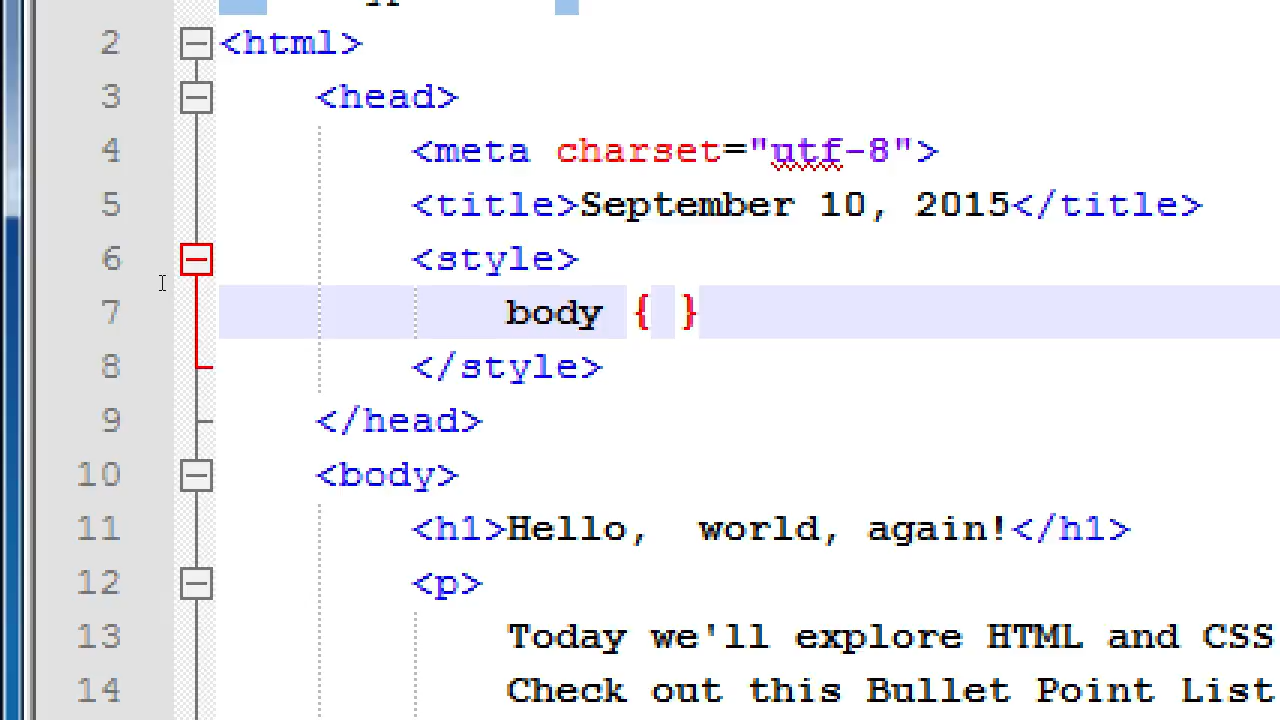 2 <html>
3 <head>
4 <meta charset="utf-8">
5 <title>September 10, 2015</title>
6 <style>
7 body { }
8 </style>
9 </head>
10 <body>
11 <h1>Hello,  world, again!</h1>
12 <p>
13 Today we'll explore HTML and CSS
14 Check out this Bullet Point List